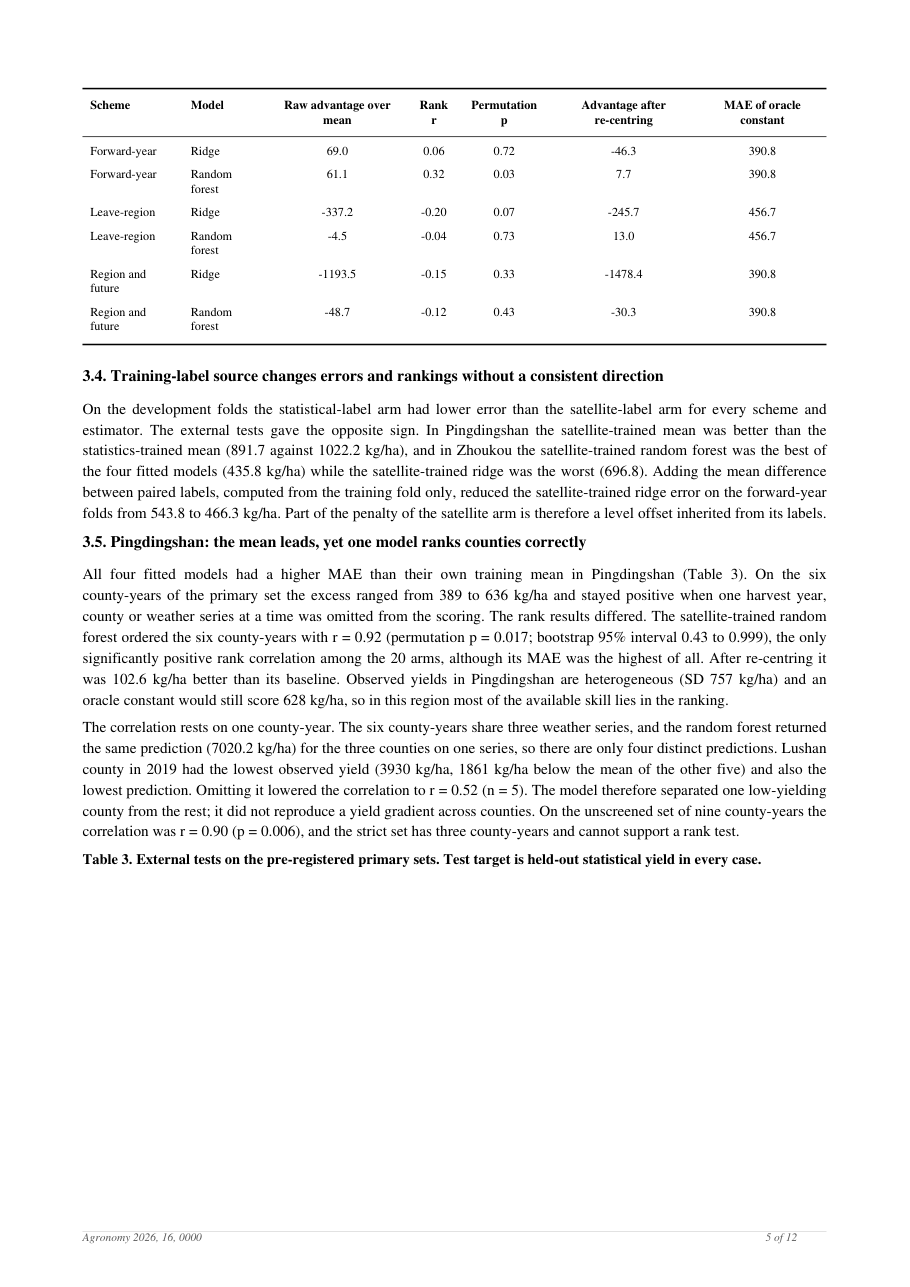 Scheme Model Raw advantage over mean Rank r Permutation p Advantage after re-centring MAE of oracle constant
Forward-year Ridge 69.0 0.06 0.72 -46.3 390.8
Forward-year Random forest 61.1 0.32 0.03 7.7 390.8
Leave-region Ridge -337.2 -0.20 0.07 -245.7 456.7
Leave-region Random forest -4.5 -0.04 0.73 13.0 456.7
Region and future Ridge -1193.5 -0.15 0.33 -1478.4 390.8
Region and future Random forest -48.7 -0.12 0.43 -30.3 390.8
3.4. Training-label source changes errors and rankings without a consistent direction
On the development folds the statistical-label arm had lower error than the satellite-label arm for every scheme and
estimator. The external tests gave the opposite sign. In Pingdingshan the satellite-trained mean was better than the
statistics-trained mean (891.7 against 1022.2 kg/ha), and in Zhoukou the satellite-trained random forest was the best of
the four fitted models (435.8 kg/ha) while the satellite-trained ridge was the worst (696.8). Adding the mean difference
between paired labels, computed from the training fold only, reduced the satellite-trained ridge error on the forward-year
folds from 543.8 to 466.3 kg/ha. Part of the penalty of the satellite arm is therefore a level offset inherited from its labels.
3.5. Pingdingshan: the mean leads, yet one model ranks counties correctly
All four fitted models had a higher MAE than their own training mean in Pingdingshan (Table 3). On the six
county-years of the primary set the excess ranged from 389 to 636 kg/ha and stayed positive when one harvest year,
county or weather series at a time was omitted from the scoring. The rank results differed. The satellite-trained random
forest ordered the six county-years with r = 0.92 (permutation p = 0.017; bootstrap 95% interval 0.43 to 0.999), the only
significantly positive rank correlation among the 20 arms, although its MAE was the highest of all. After re-centring it
was 102.6 kg/ha better than its baseline. Observed yields in Pingdingshan are heterogeneous (SD 757 kg/ha) and an
oracle constant would still score 628 kg/ha, so in this region most of the available skill lies in the ranking.
The correlation rests on one county-year. The six county-years share three weather series, and the random forest returned
the same prediction (7020.2 kg/ha) for the three counties on one series, so there are only four distinct predictions. Lushan
county in 2019 had the lowest observed yield (3930 kg/ha, 1861 kg/ha below the mean of the other five) and also the
lowest prediction. Omitting it lowered the correlation to r = 0.52 (n = 5). The model therefore separated one low-yielding
county from the rest; it did not reproduce a yield gradient across counties. On the unscreened set of nine county-years the
correlation was r = 0.90 (p = 0.006), and the strict set has three county-years and cannot support a rank test.
Table 3. External tests on the pre-registered primary sets. Test target is held-out statistical yield in every case.
Agronomy 2026, 16, 0000 5 of 12